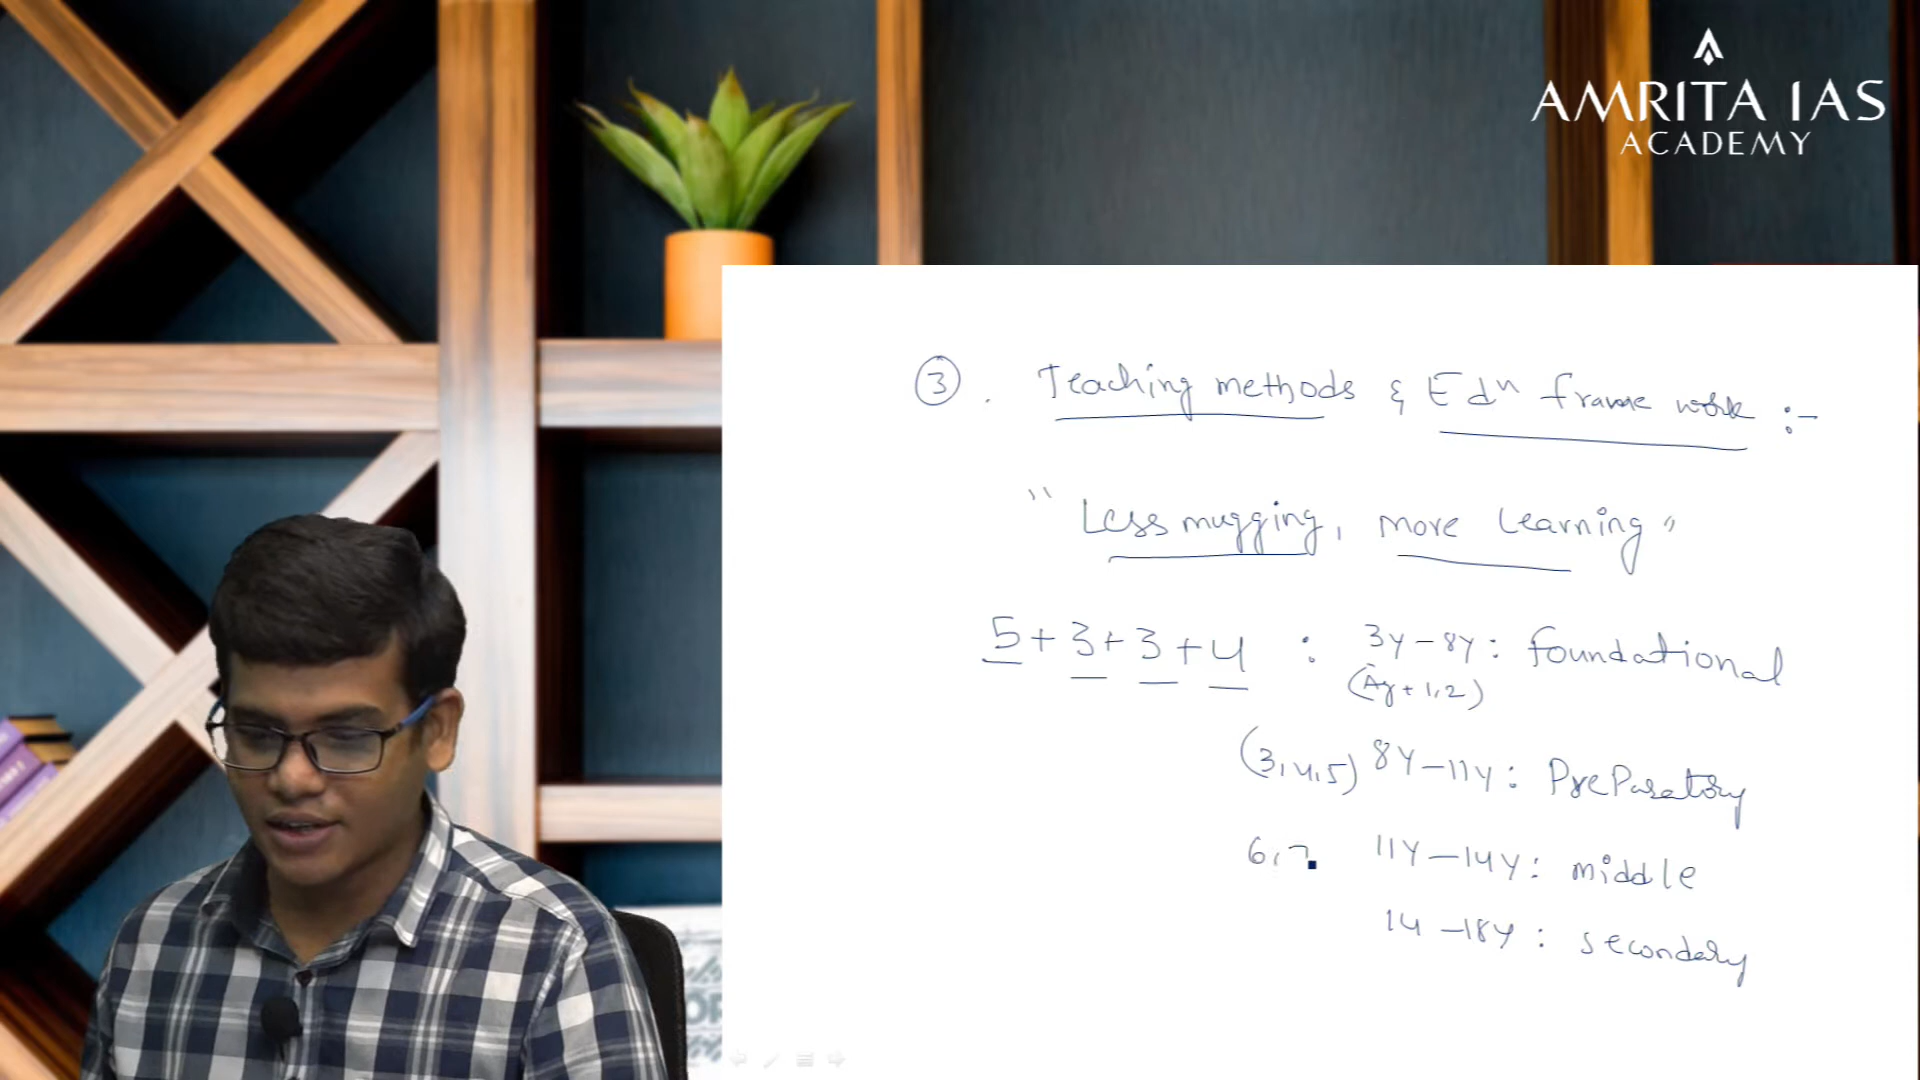 AMRITA IAS
ACADEMY
3. Teaching methods & Edn frame work :-
"Less mugging, more learning"
5+3+3+4 : 3y-8y: foundational
(Ag + 1,2)
(3,4,5) 8y-11y: Preparatory
6,7 11y-14y: middle
14-18y: secondary